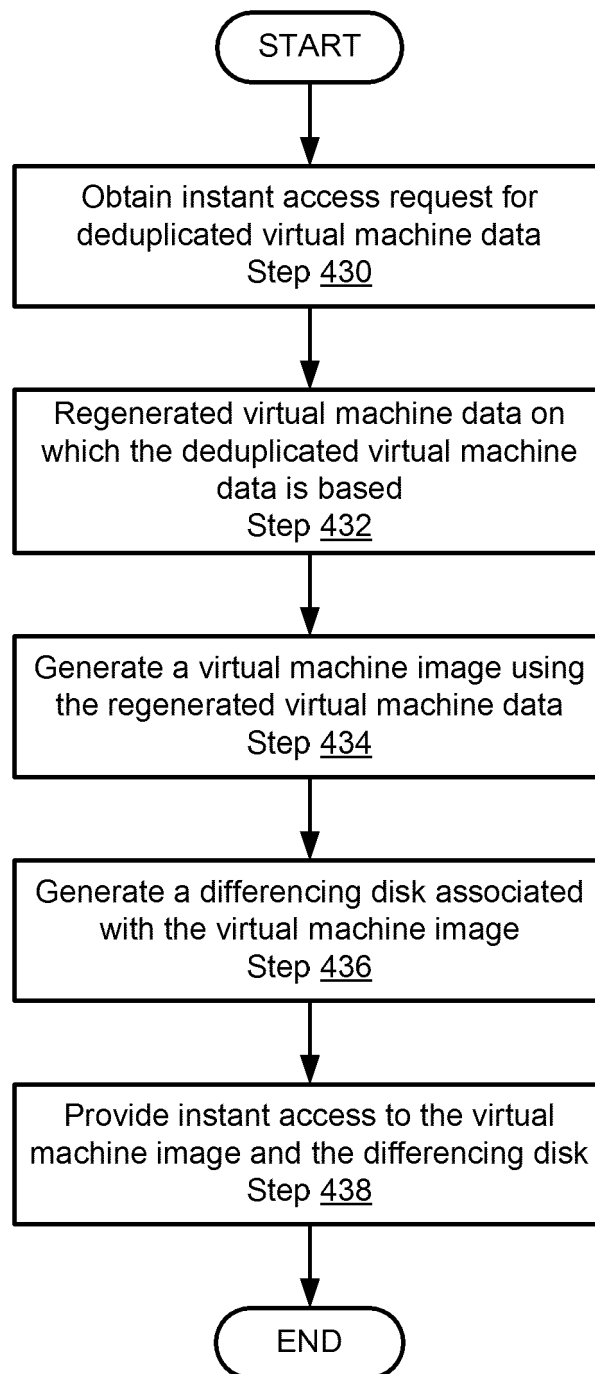 START
Obtain instant access request for
deduplicated virtual machine data
Step 430
Regenerated virtual machine data on
which the deduplicated virtual machine
data is based
Step 432
Generate a virtual machine image using
the regenerated virtual machine data
Step 434
Generate a differencing disk associated
with the virtual machine image
Step 436
Provide instant access to the virtual
machine image and the differencing disk
Step 438
END